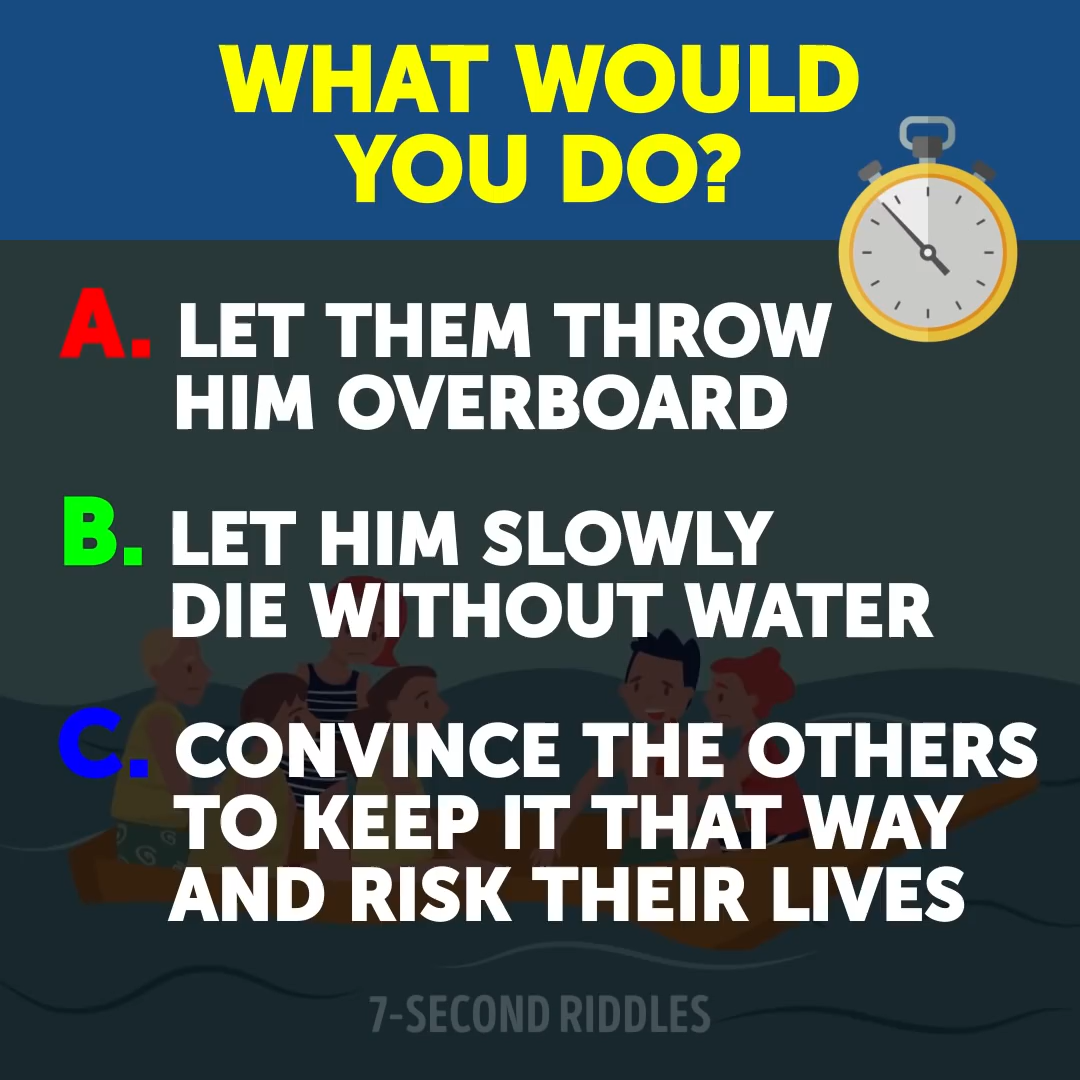 WHAT WOULD
YOU DO?
A. LET THEM THROW
HIM OVERBOARD
B. LET HIM SLOWLY
DIE WITHOUT WATER
C. CONVINCE THE OTHERS
TO KEEP IT THAT WAY
AND RISK THEIR LIVES
7-SECOND RIDDLES